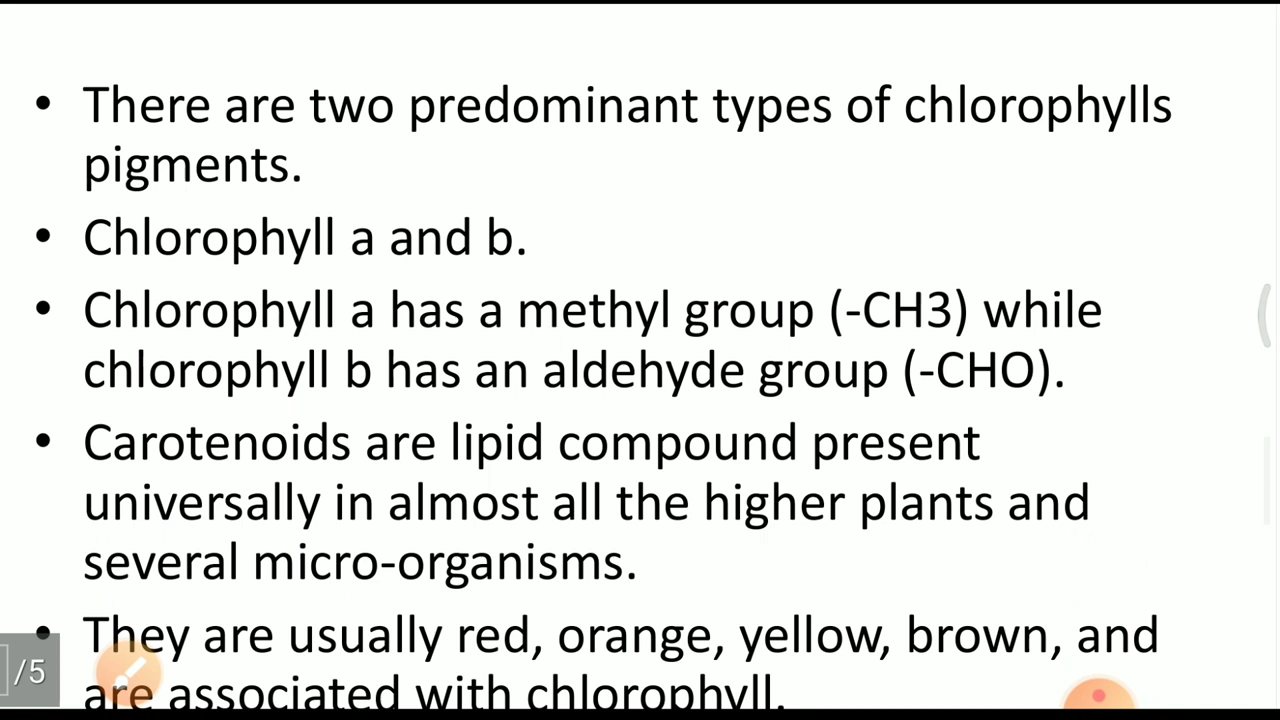 • There are two predominant types of chlorophylls
pigments.
• Chlorophyll a and b.
• Chlorophyll a has a methyl group (-CH3) while
chlorophyll b has an aldehyde group (-CHO).
• Carotenoids are lipid compound present
universally in almost all the higher plants and
several micro-organisms.
• They are usually red, orange, yellow, brown, and
are associated with chlorophyll.
/5